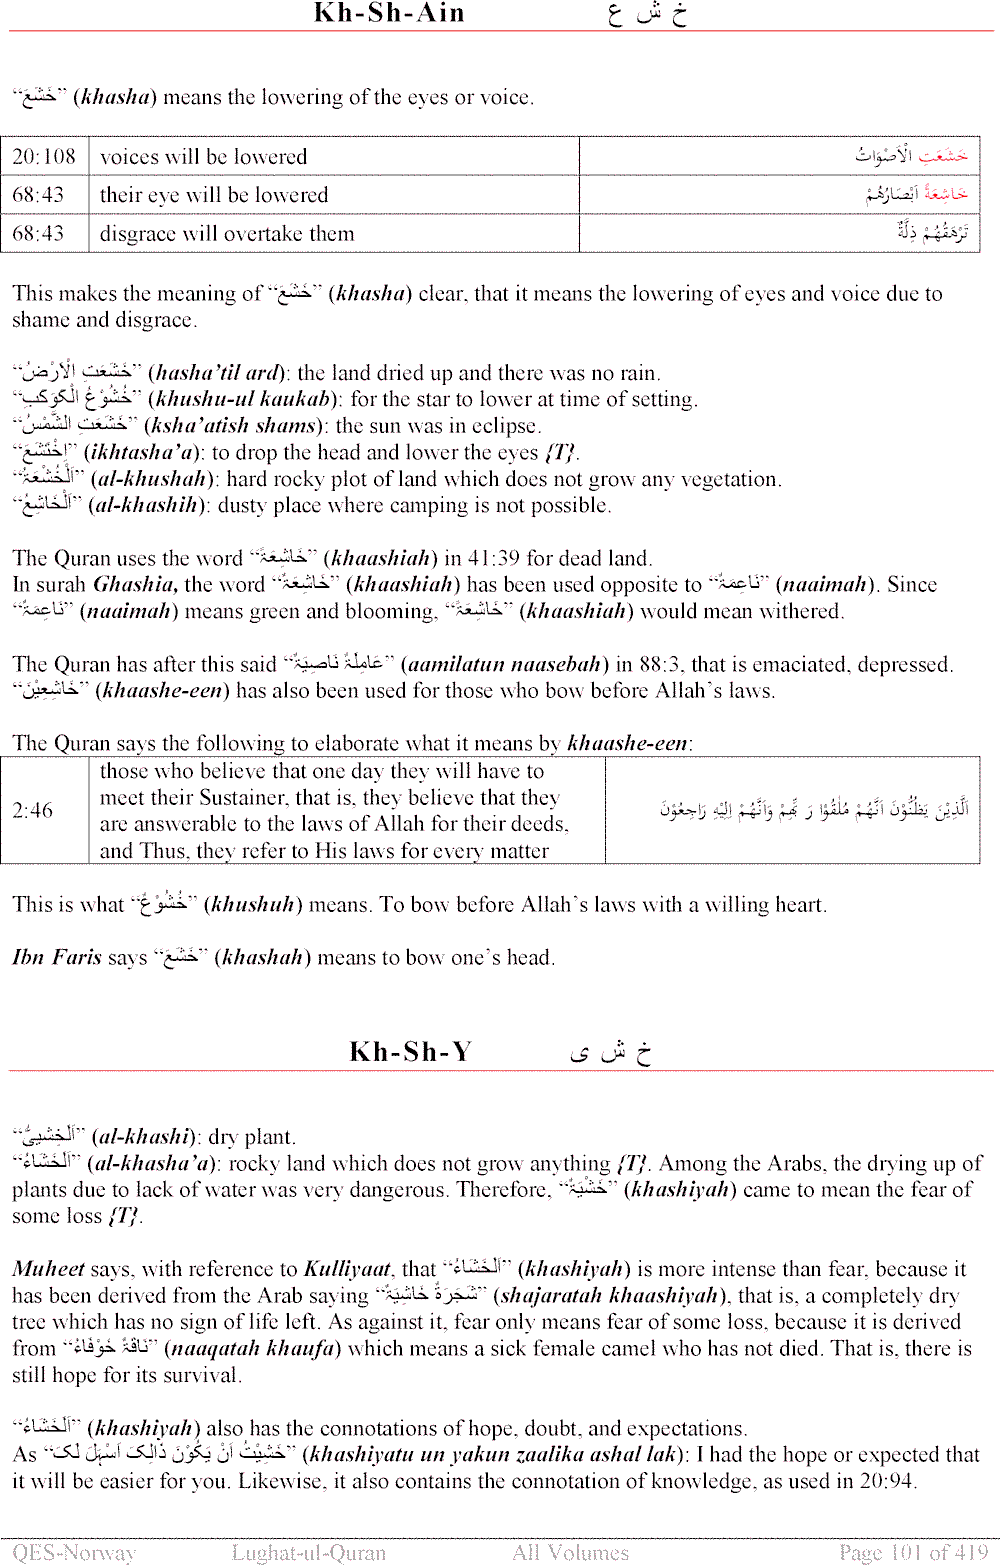 Kh-Sh-Ain خ ش ع
“خَشَعَ” (khasha) means the lowering of the eyes or voice.
20:108 voices will be lowered خَشَعَتِ الْاَصْوَاتُ
68:43 their eye will be lowered خَاشِعَةً اَبْصَارُهُمْ
68:43 disgrace will overtake them تَرْهَقُهُمْ ذِلَّةٌ
This makes the meaning of “خَشَعَ” (khasha) clear, that it means the lowering of eyes and voice due to
shame and disgrace.
“خَشَعَتِ الْاَرْضُ” (hasha’til ard): the land dried up and there was no rain.
“خُشُوْعُ الْکَوَکَبِ” (khushu-ul kaukab): for the star to lower at time of setting.
“خَشَعَتِ الشَّمْسُ” (ksha’atish shams): the sun was in eclipse.
“اِخْتَشَعَ” (ikhtasha’a): to drop the head and lower the eyes {T}.
“اَلْخُشْعَۃُ” (al-khushah): hard rocky plot of land which does not grow any vegetation.
“اَلْخَاشِعُ” (al-khashih): dusty place where camping is not possible.
The Quran uses the word “خَاشِعَۃً” (khaashiah) in 41:39 for dead land.
In surah Ghashia, the word “خَاشِعَۃٌ” (khaashiah) has been used opposite to “نَاعِمَۃٌ” (naaimah). Since
“نَاعِمَۃٌ” (naaimah) means green and blooming, “خَاشِعَۃً” (khaashiah) would mean withered.
The Quran has after this said “عَامِلَۃٌ نَاصِبَۃٌ” (aamilatun naasebah) in 88:3, that is emaciated, depressed.
“خَاشِعِيْنَ” (khaashe-een) has also been used for those who bow before Allah’s laws.
The Quran says the following to elaborate what it means by khaashe-een:
2:46 those who believe that one day they will have to
meet their Sustainer, that is, they believe that they
are answerable to the laws of Allah for their deeds,
and Thus, they refer to His laws for every matter
الَّذِيْنَ يَظُنُّوْنَ اَنَّهُمْ مُلٰقُوْا رَبِّهِمْ وَاَنَّهُمْ اِلَيْهِ رَاجِعُوْنَ
This is what “خُشُوْعٌ” (khushuh) means. To bow before Allah’s laws with a willing heart.
Ibn Faris says “خَشَعَ” (khashah) means to bow one’s head.
Kh-Sh-Y خ ش ی
“اَلْخِشْيیُّ” (al-khashi): dry plant.
“اَلْخَشَاءُ” (al-khasha’a): rocky land which does not grow anything {T}. Among the Arabs, the drying up of
plants due to lack of water was very dangerous. Therefore, “خَشْيَۃٌ” (khashiyah) came to mean the fear of
some loss {T}.
Muheet says, with reference to Kulliyaat, that “اَلْخَشَاءُ” (khashiyah) is more intense than fear, because it
has been derived from the Arab saying “شَجَرَۃٌ خَاشِيَۃٌ” (shajaratah khaashiyah), that is, a completely dry
tree which has no sign of life left. As against it, fear only means fear of some loss, because it is derived
from “نَاقَۃٌ خَوْفَاءُ” (naaqatah khaufa) which means a sick female camel who has not died. That is, there is
still hope for its survival.
“اَلْخَشَاءُ” (khashiyah) also has the connotations of hope, doubt, and expectations.
As “خَشِيْتُ اَنْ يَکُوْنَ ذَالِکَ اَسْہَلَ لَکَ” (khashiyatu un yakun zaalika ashal lak): I had the hope or expected that
it will be easier for you. Likewise, it also contains the connotation of knowledge, as used in 20:94.
QES-Norway Lughat-ul-Quran All Volumes Page 101 of 419